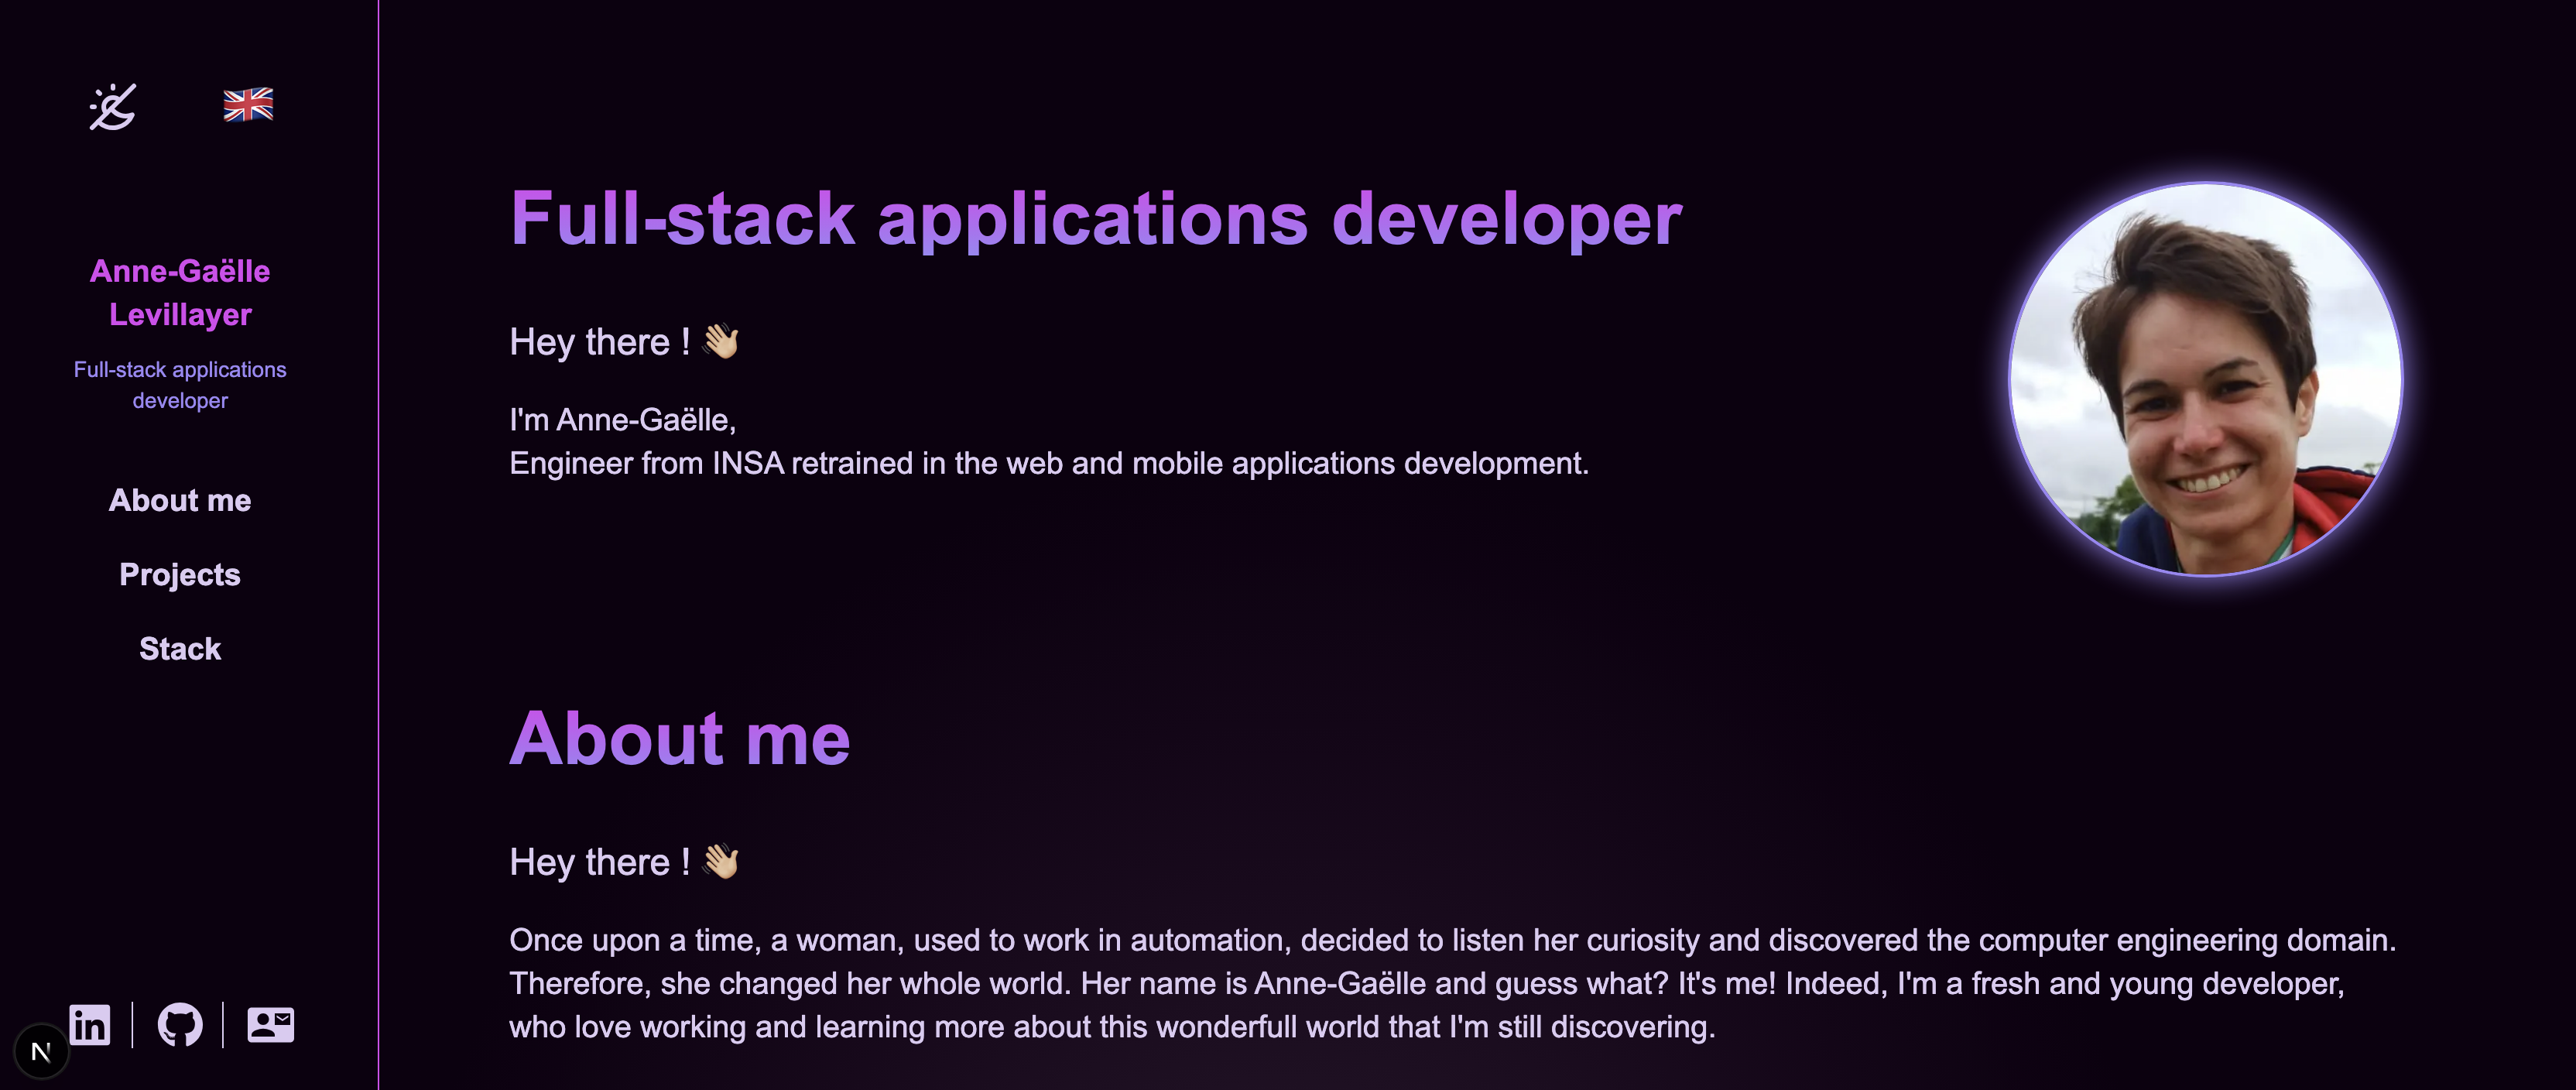 Anne-Gaëlle
Levillayer
Full-stack applications
developer
About me
Projects
Stack
in
N
Full-stack applications developer
Hey there ! 👋🏼
I'm Anne-Gaëlle,
Engineer from INSA retrained in the web and mobile applications development.
About me
Hey there ! 👋🏼
Once upon a time, a woman, used to work in automation, decided to listen her curiosity and discovered the computer engineering domain.
Therefore, she changed her whole world. Her name is Anne-Gaëlle and guess what? It's me! Indeed, I'm a fresh and young developer,
who love working and learning more about this wonderfull world that I'm still discovering.